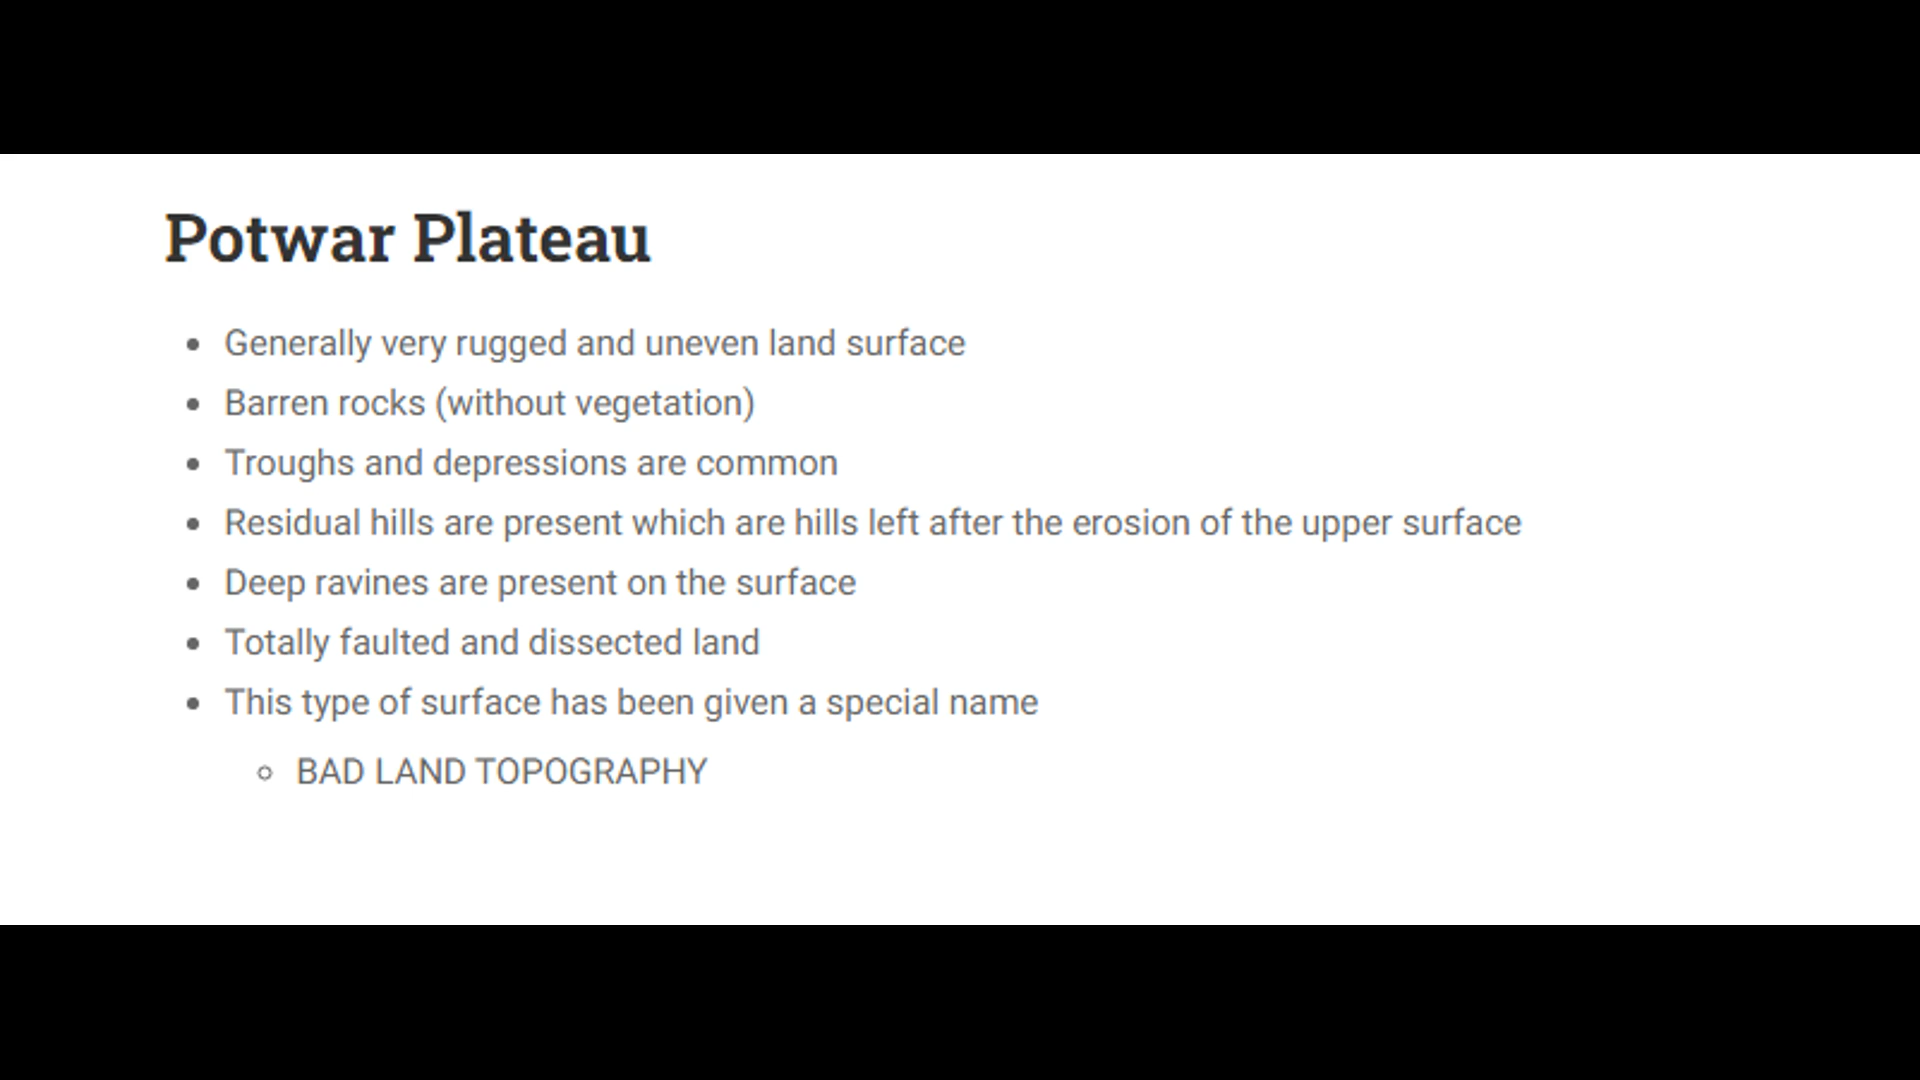 Potwar Plateau
• Generally very rugged and uneven land surface
• Barren rocks (without vegetation)
• Troughs and depressions are common
• Residual hills are present which are hills left after the erosion of the upper surface
• Deep ravines are present on the surface
• Totally faulted and dissected land
• This type of surface has been given a special name
◦ BAD LAND TOPOGRAPHY